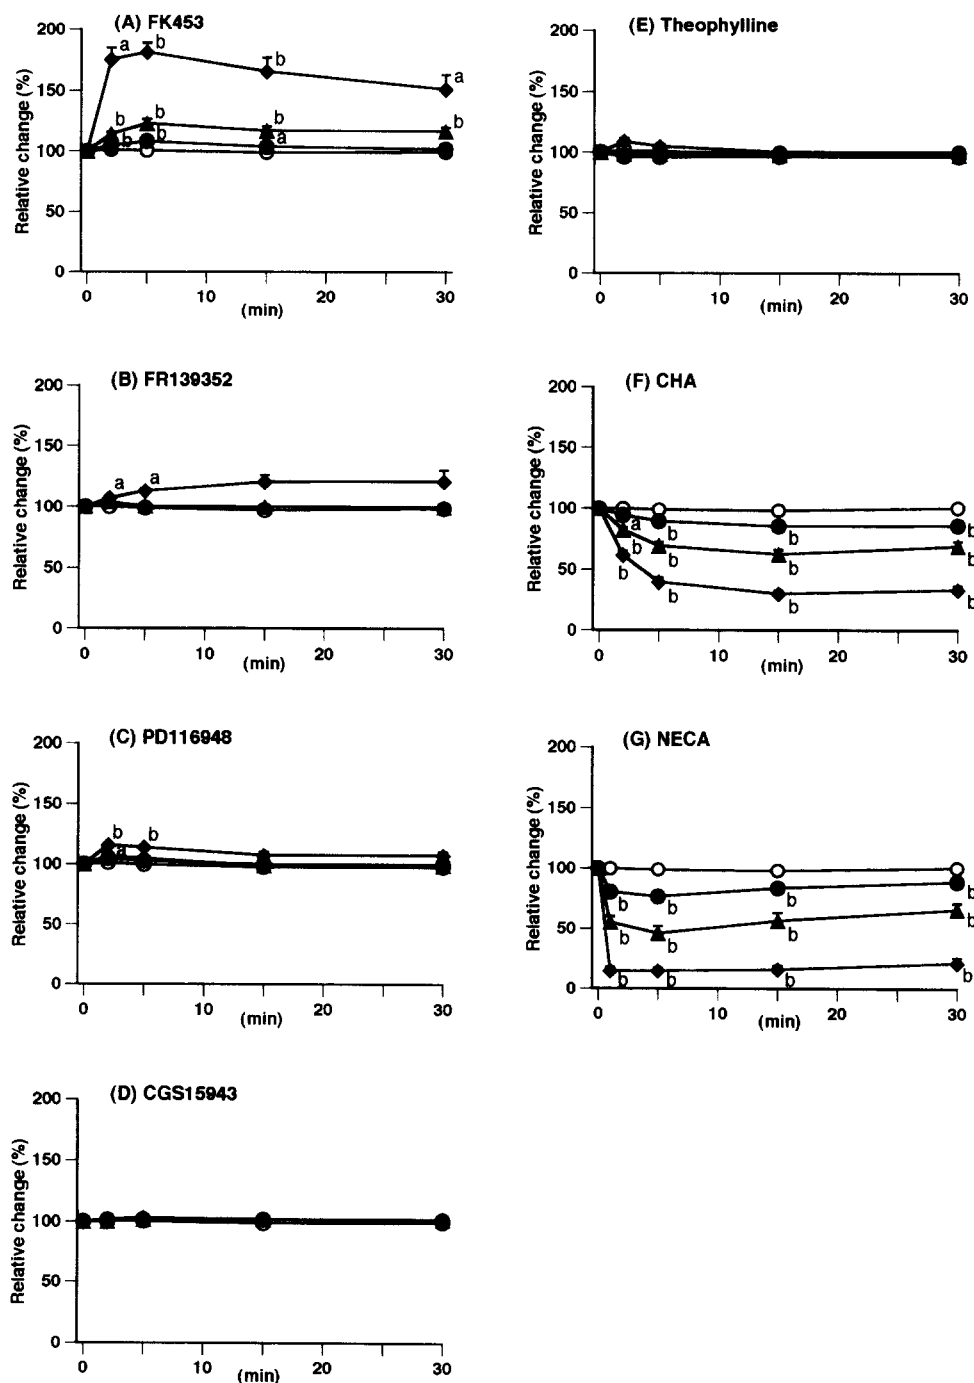 (A) FK453
200
150
100
50
0
Relative change (%)
a
b
b
a
b
b
b
b
b
b
a
0
10
20
30
(min)
(B) FR139352
200
150
100
50
0
Relative change (%)
a
a
0
10
20
30
(min)
(C) PD116948
200
150
100
50
0
Relative change (%)
b
b
a
0
10
20
30
(min)
(D) CGS15943
200
150
100
50
0
Relative change (%)
0
10
20
30
(min)
(E) Theophylline
200
150
100
50
0
Relative change (%)
0
10
20
30
(min)
(F) CHA
200
150
100
50
0
Relative change (%)
a
b
b
b
b
b
b
b
b
b
b
b
0
10
20
30
(min)
(G) NECA
200
150
100
50
0
Relative change (%)
b
b
b
b
b
b
b
b
b
b
b
b
0
10
20
30
(min)